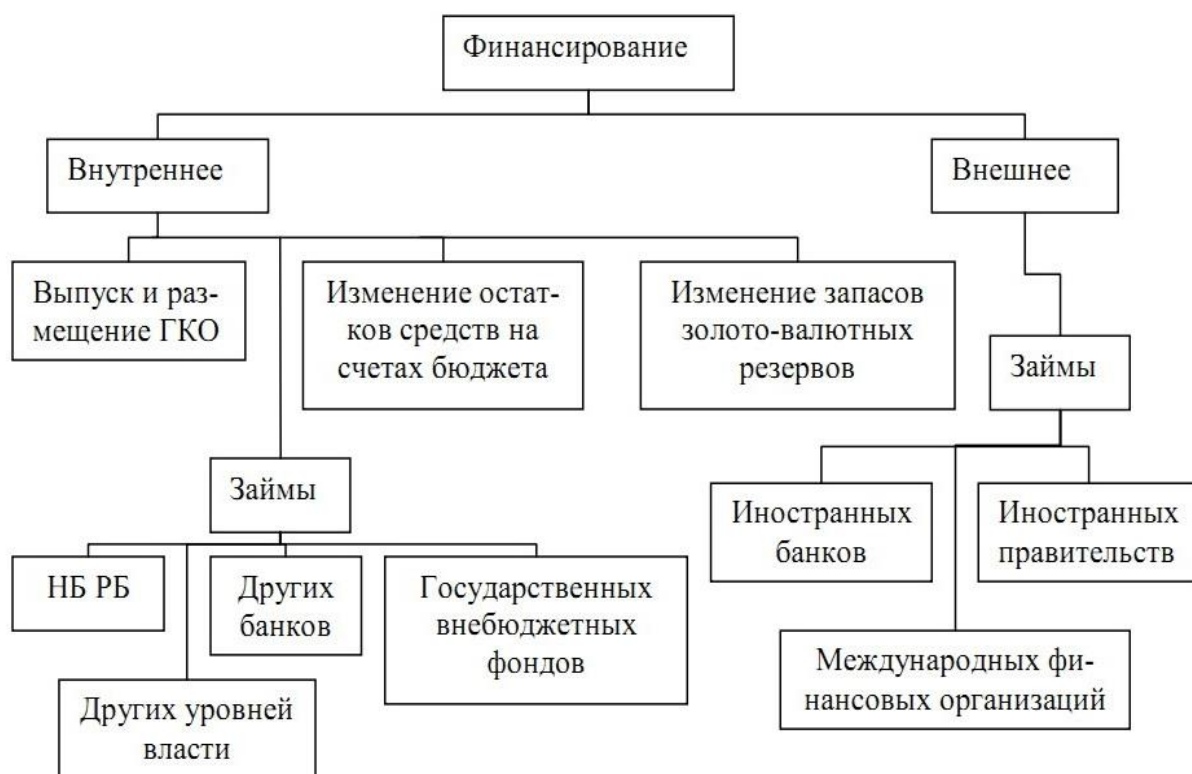 Финансирование
Внутреннее
Внешнее
Выпуск и раз-
мещение ГКО
Изменение остат-
ков средств на
счетах бюджета
Изменение запасов
золото-валютных
резервов
Займы
Займы
Иностранных
банков
Иностранных
правительств
НБ РБ
Других
банков
Государственных
внебюджетных
фондов
Международных фи-
нансовых организаций
Других уровней
власти